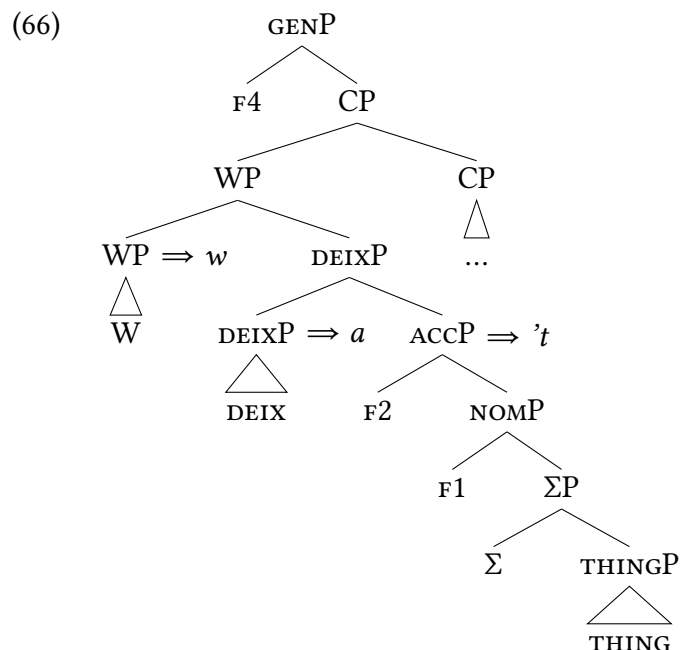 (66)
GENP
F4 CP
WP CP
WP ⇒ w DEIXP ...
W DEIXP ⇒ a ACCP ⇒ 't
DEIX F2 NOMP
F1 ΣP
Σ THINGP
THING